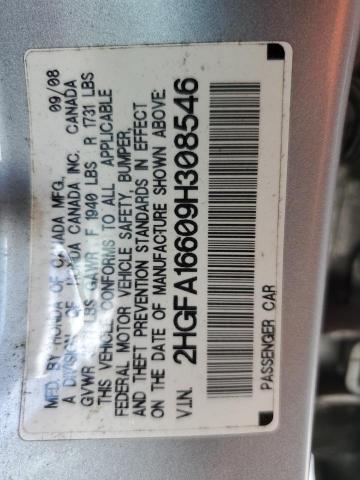 MFD. BY HONDA OF CANADA MFG., 09/08
A DIVISION OF HONDA CANADA INC. CANADA
GVWR LBS GAWR F 1940 LBS R 1731 LBS
THIS VEHICLE CONFORMS TO ALL APPLICABLE
FEDERAL MOTOR VEHICLE SAFETY, BUMPER,
AND THEFT PREVENTION STANDARDS IN EFFECT
ON THE DATE OF MANUFACTURE SHOWN ABOVE.
V.I.N. 2HGFA16609H308546
PASSENGER CAR